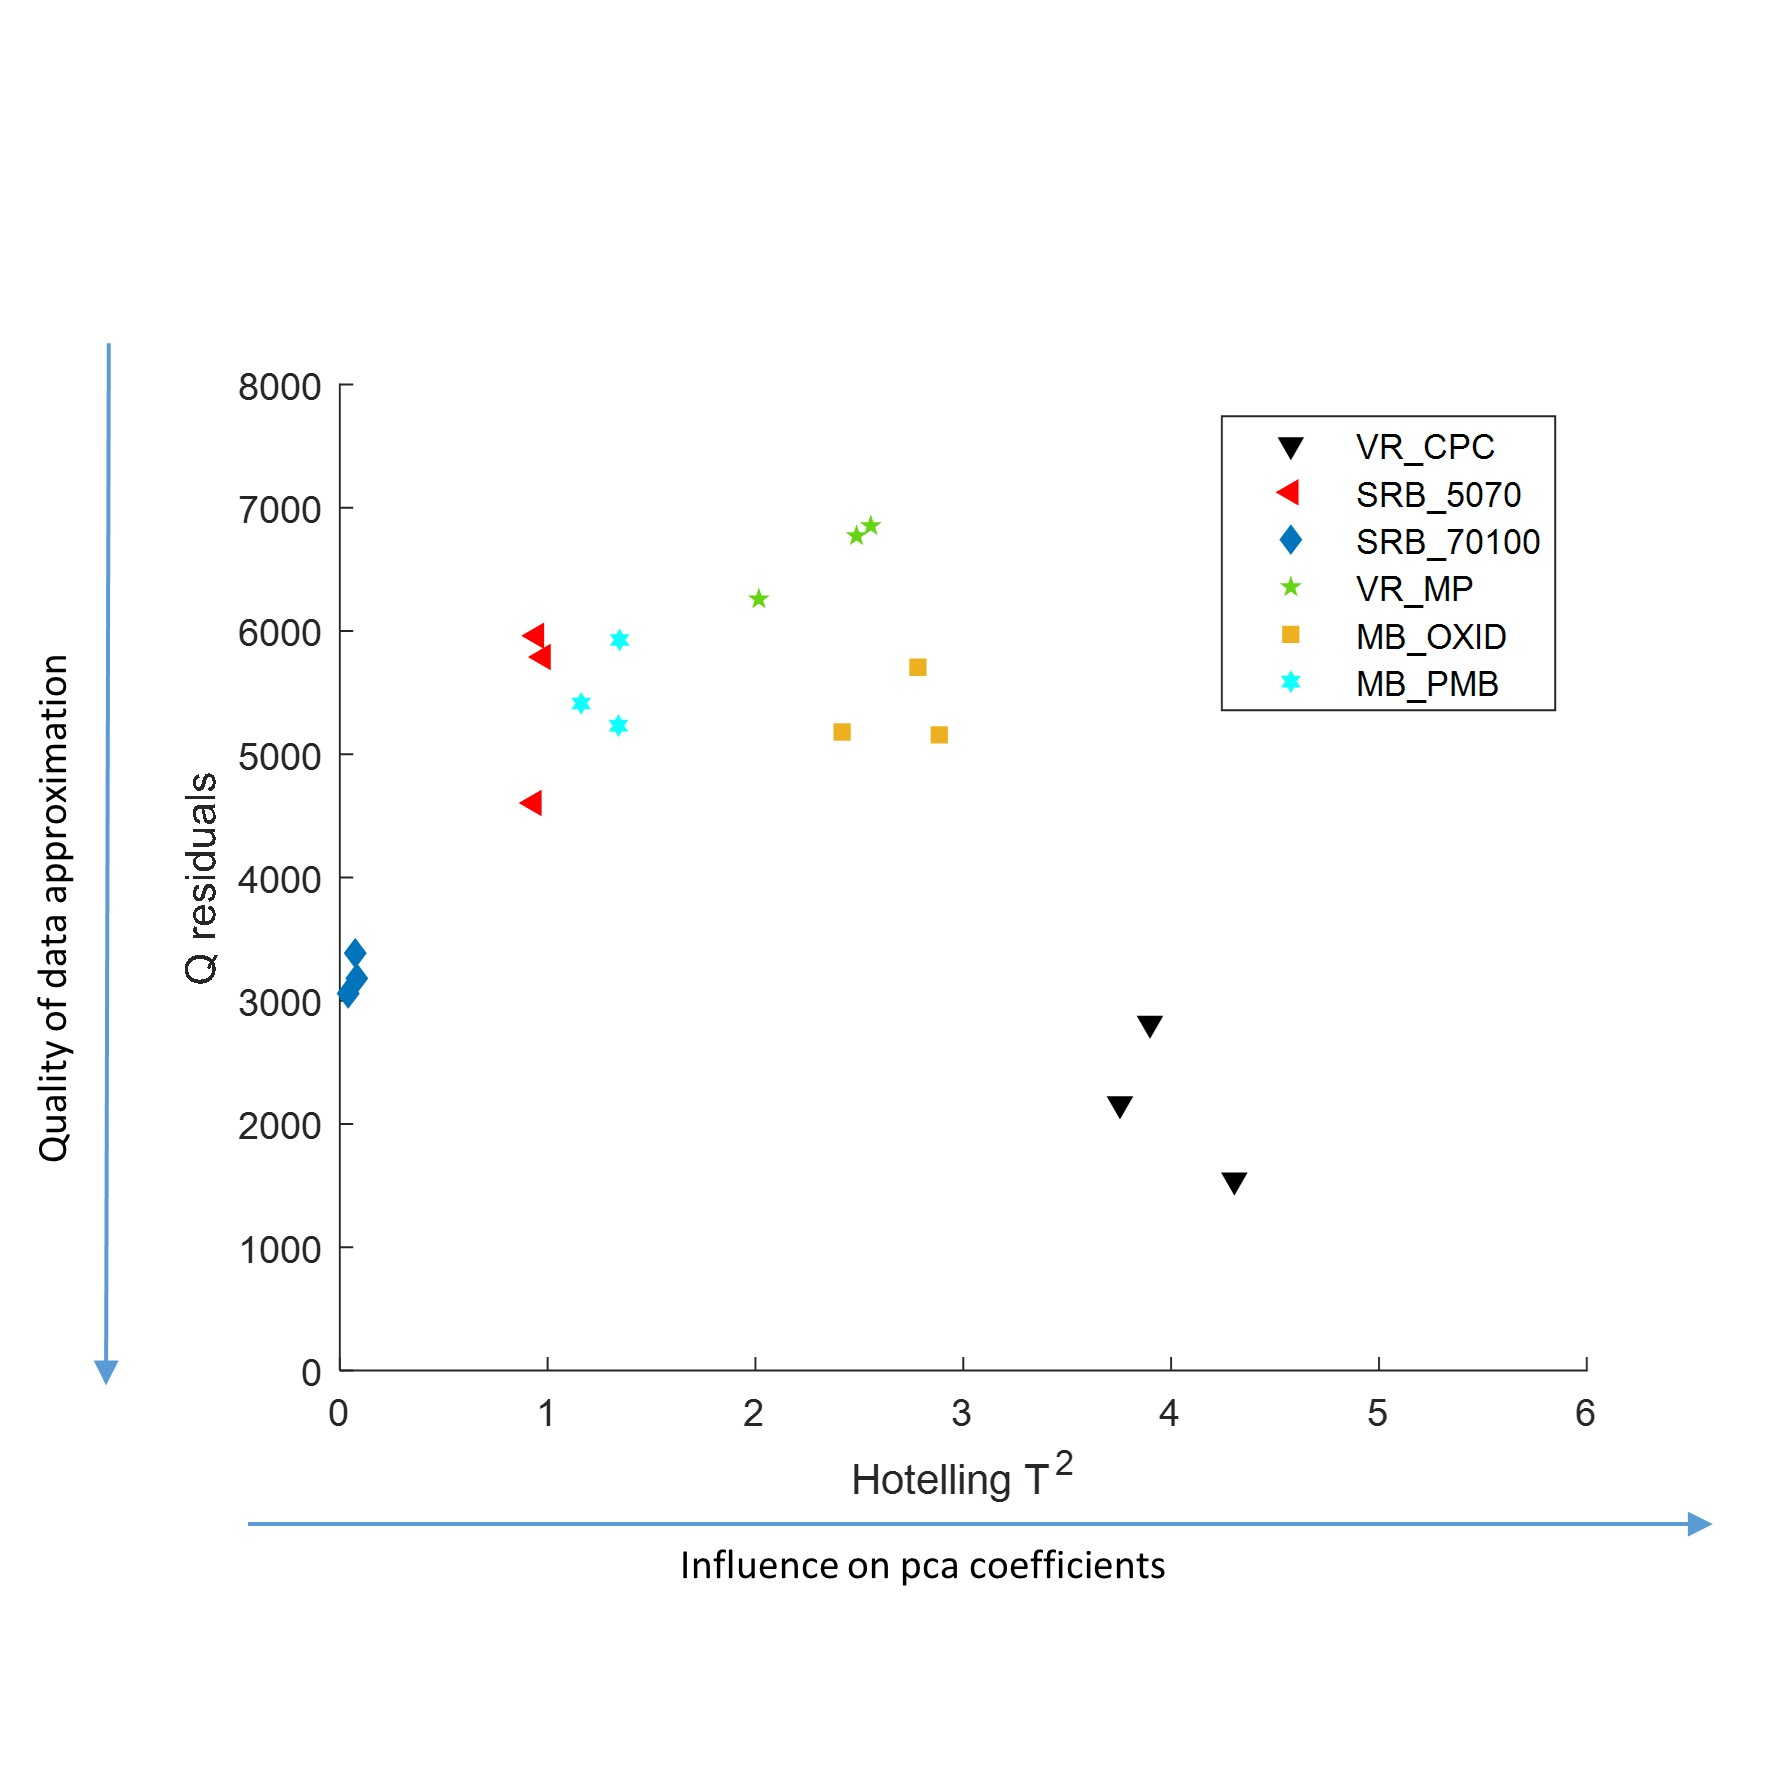 Quality of data approximation
Q residuals
8000
7000
6000
5000
4000
3000
2000
1000
0
0 1 2 3 4 5 6
Hotelling T²
Influence on pca coefficients
VR_CPC
SRB_5070
SRB_70100
VR_MP
MB_OXID
MB_PMB